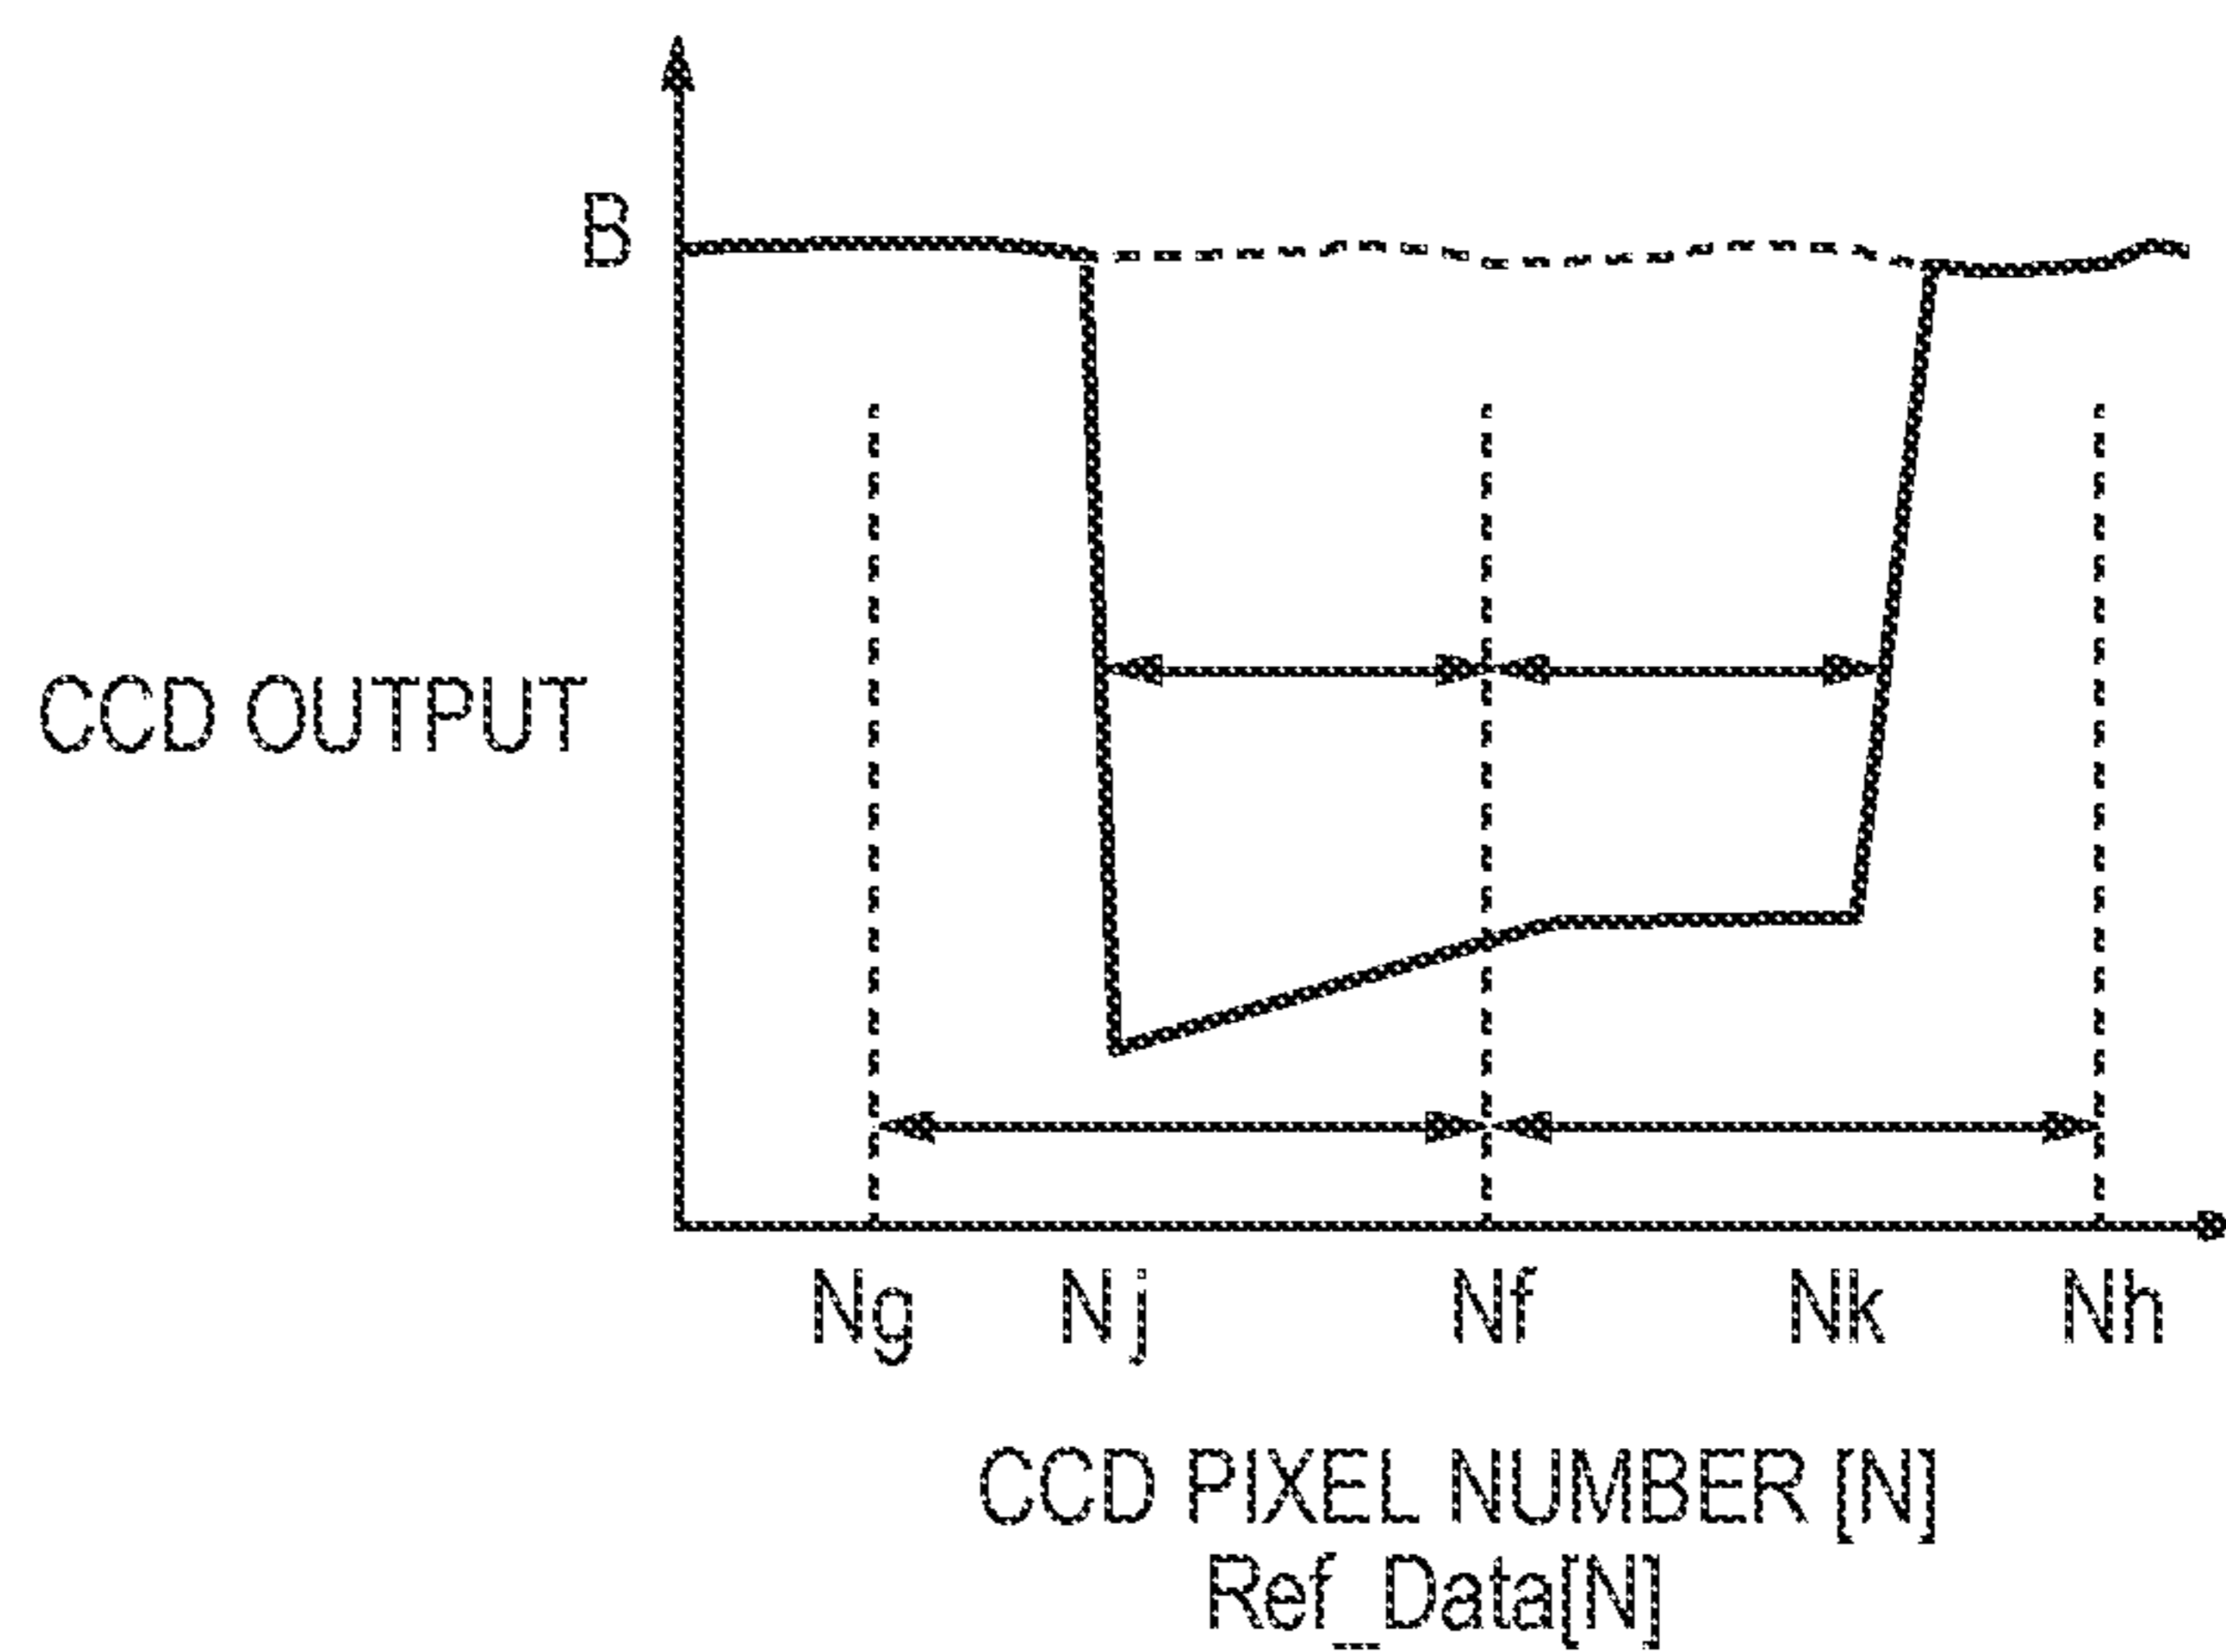 B
CCD OUTPUT
Ng Nj Nf Nk Nh
CCD PIXEL NUMBER [N]
Ref_Data[N]